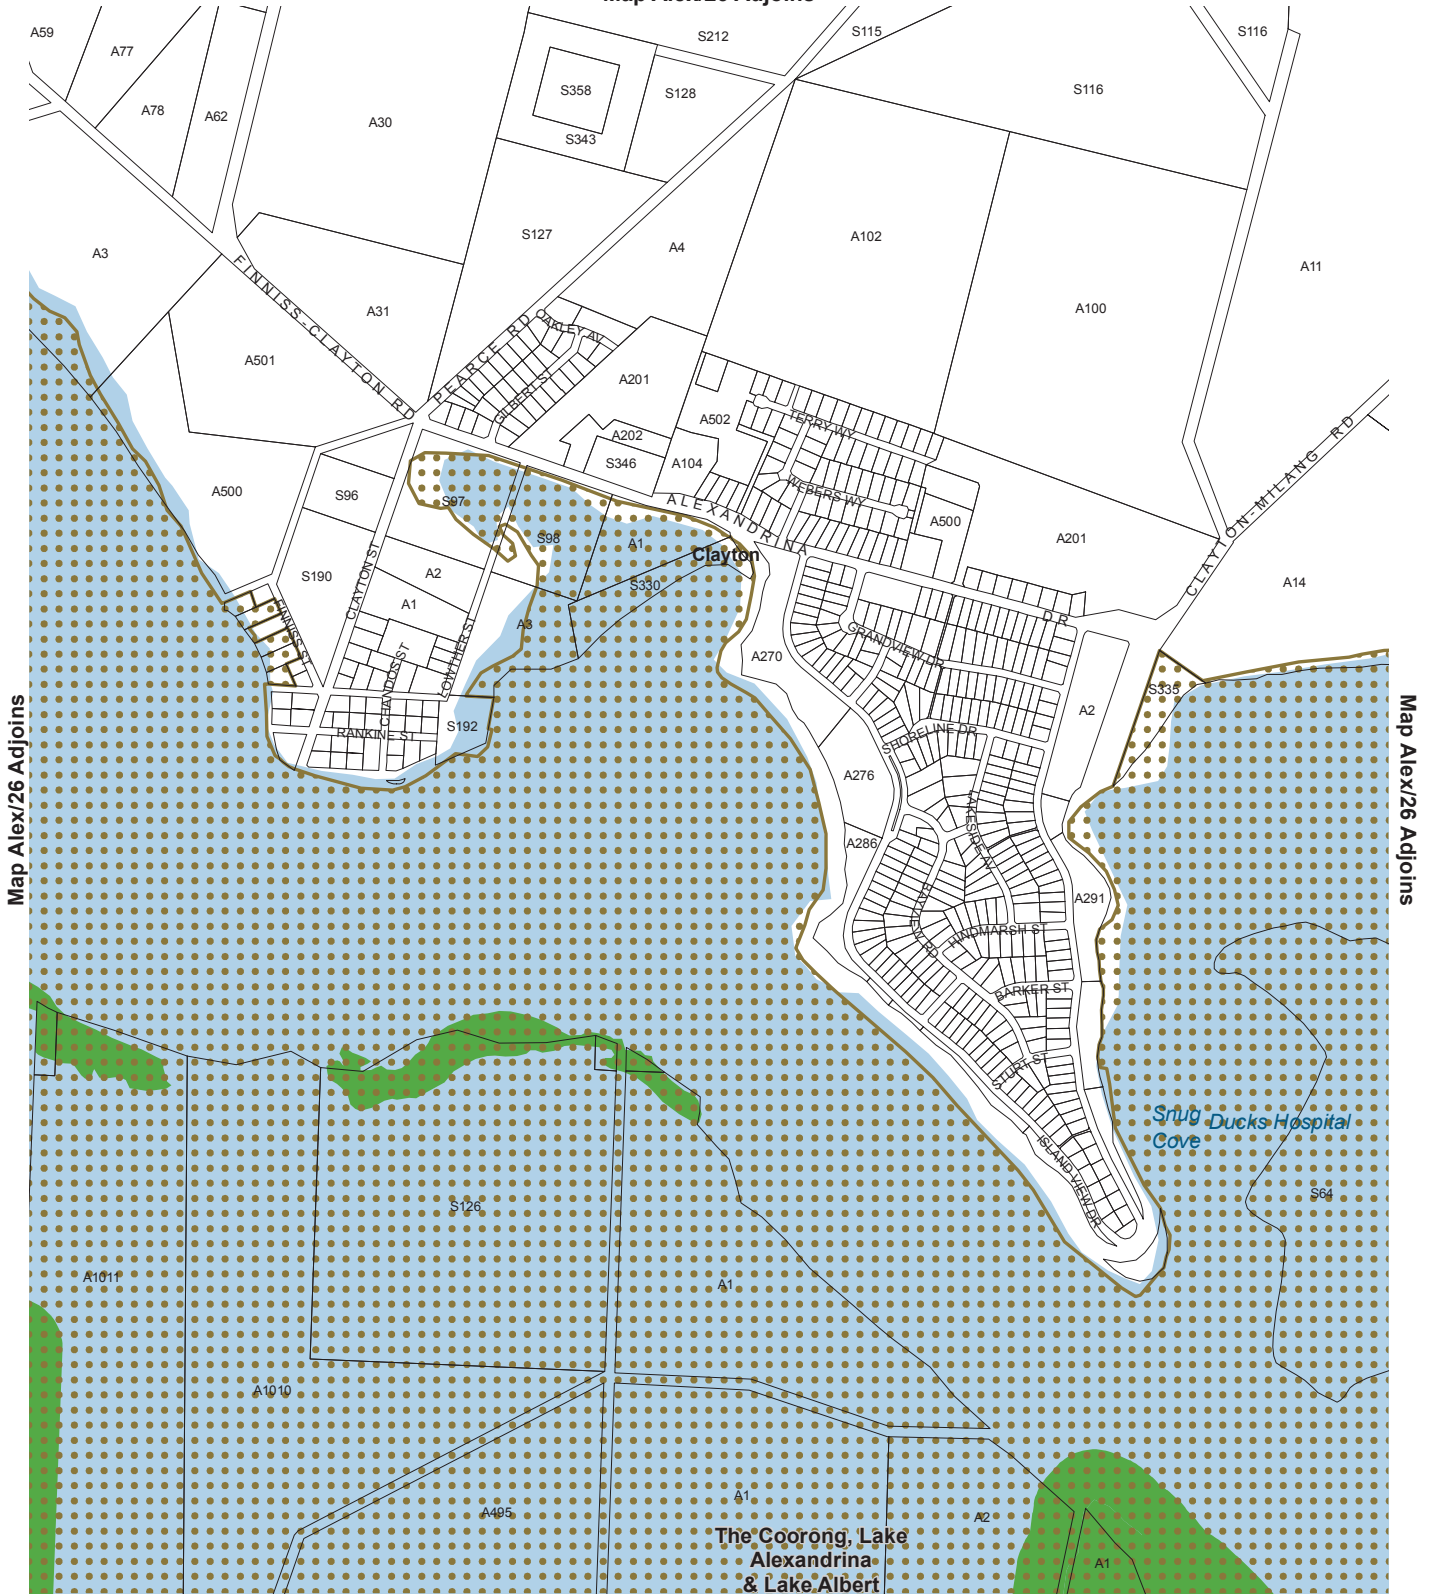 A59
A77
A78
A62
A30
S358
S343
S212
S128
S115
S116
S116
S127
A4
A102
A11
A3
A31
A100
FINNISS-CLAYTON RD
PEARCE RD
OAKLEY AV
GILBERT ST
A501
A201
A202
S346
A502
A104
TERRY WY
WEBERS WY
A500
A201
CLAYTON-MILANG RD
A14
A500
S96
S97
S98
A1
S330
ALEXANDRINA DR
Clayton
S190
CLAYTON ST
A2
A1
A3
FINNISS ST
CHANDOS ST
LOWTHER ST
RANKINE ST
S192
A270
GRANDVIEW DR
A2
S335
SHORELINE DR
A276
LAKESIDE AV
A286
BAYVIEW RD
A291
HINDMARSH ST
BARKER ST
STURT ST
ISLAND VIEW DR
Map Alex/26 Adjoins
Map Alex/26 Adjoins
Snug
Cove
Ducks Hospital
S64
S126
A1011
A1
A1010
A495
A1
A2
A1
The Coorong, Lake
Alexandrina
& Lake Albert